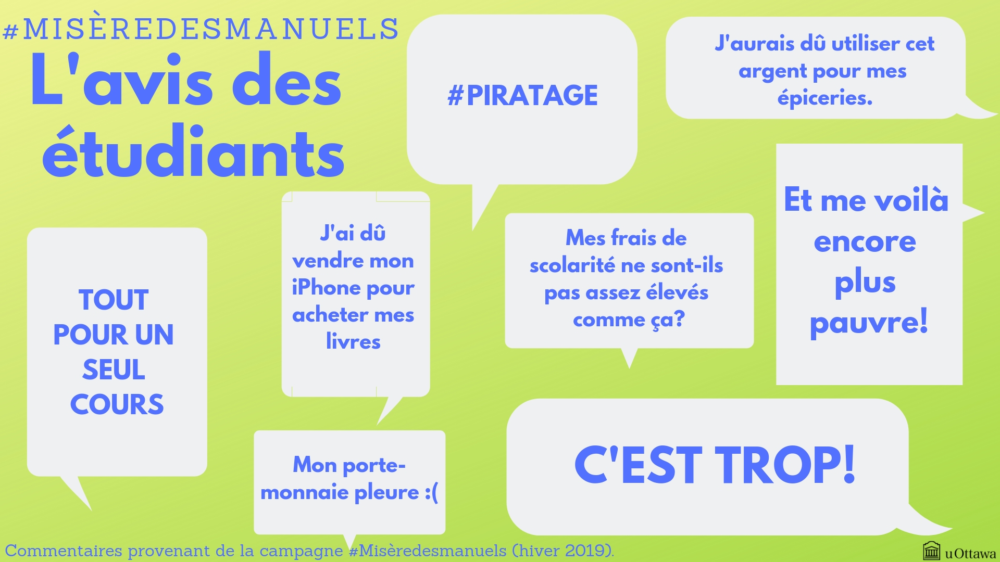 #MISÈREDESMANUELS
L'avis des
étudiants
#PIRATAGE
J'aurais dû utiliser cet
argent pour mes
épiceries.
Et me voilà
encore
plus
pauvre!
J'ai dû
vendre mon
iPhone pour
acheter mes
livres
Mes frais de
scolarité ne sont-ils
pas assez élevés
comme ça?
TOUT
POUR UN
SEUL
COURS
Mon porte-
monnaie pleure :(
C'EST TROP!
Commentaires provenant de la campagne #Misèredesmanuels (hiver 2019).
uOttawa